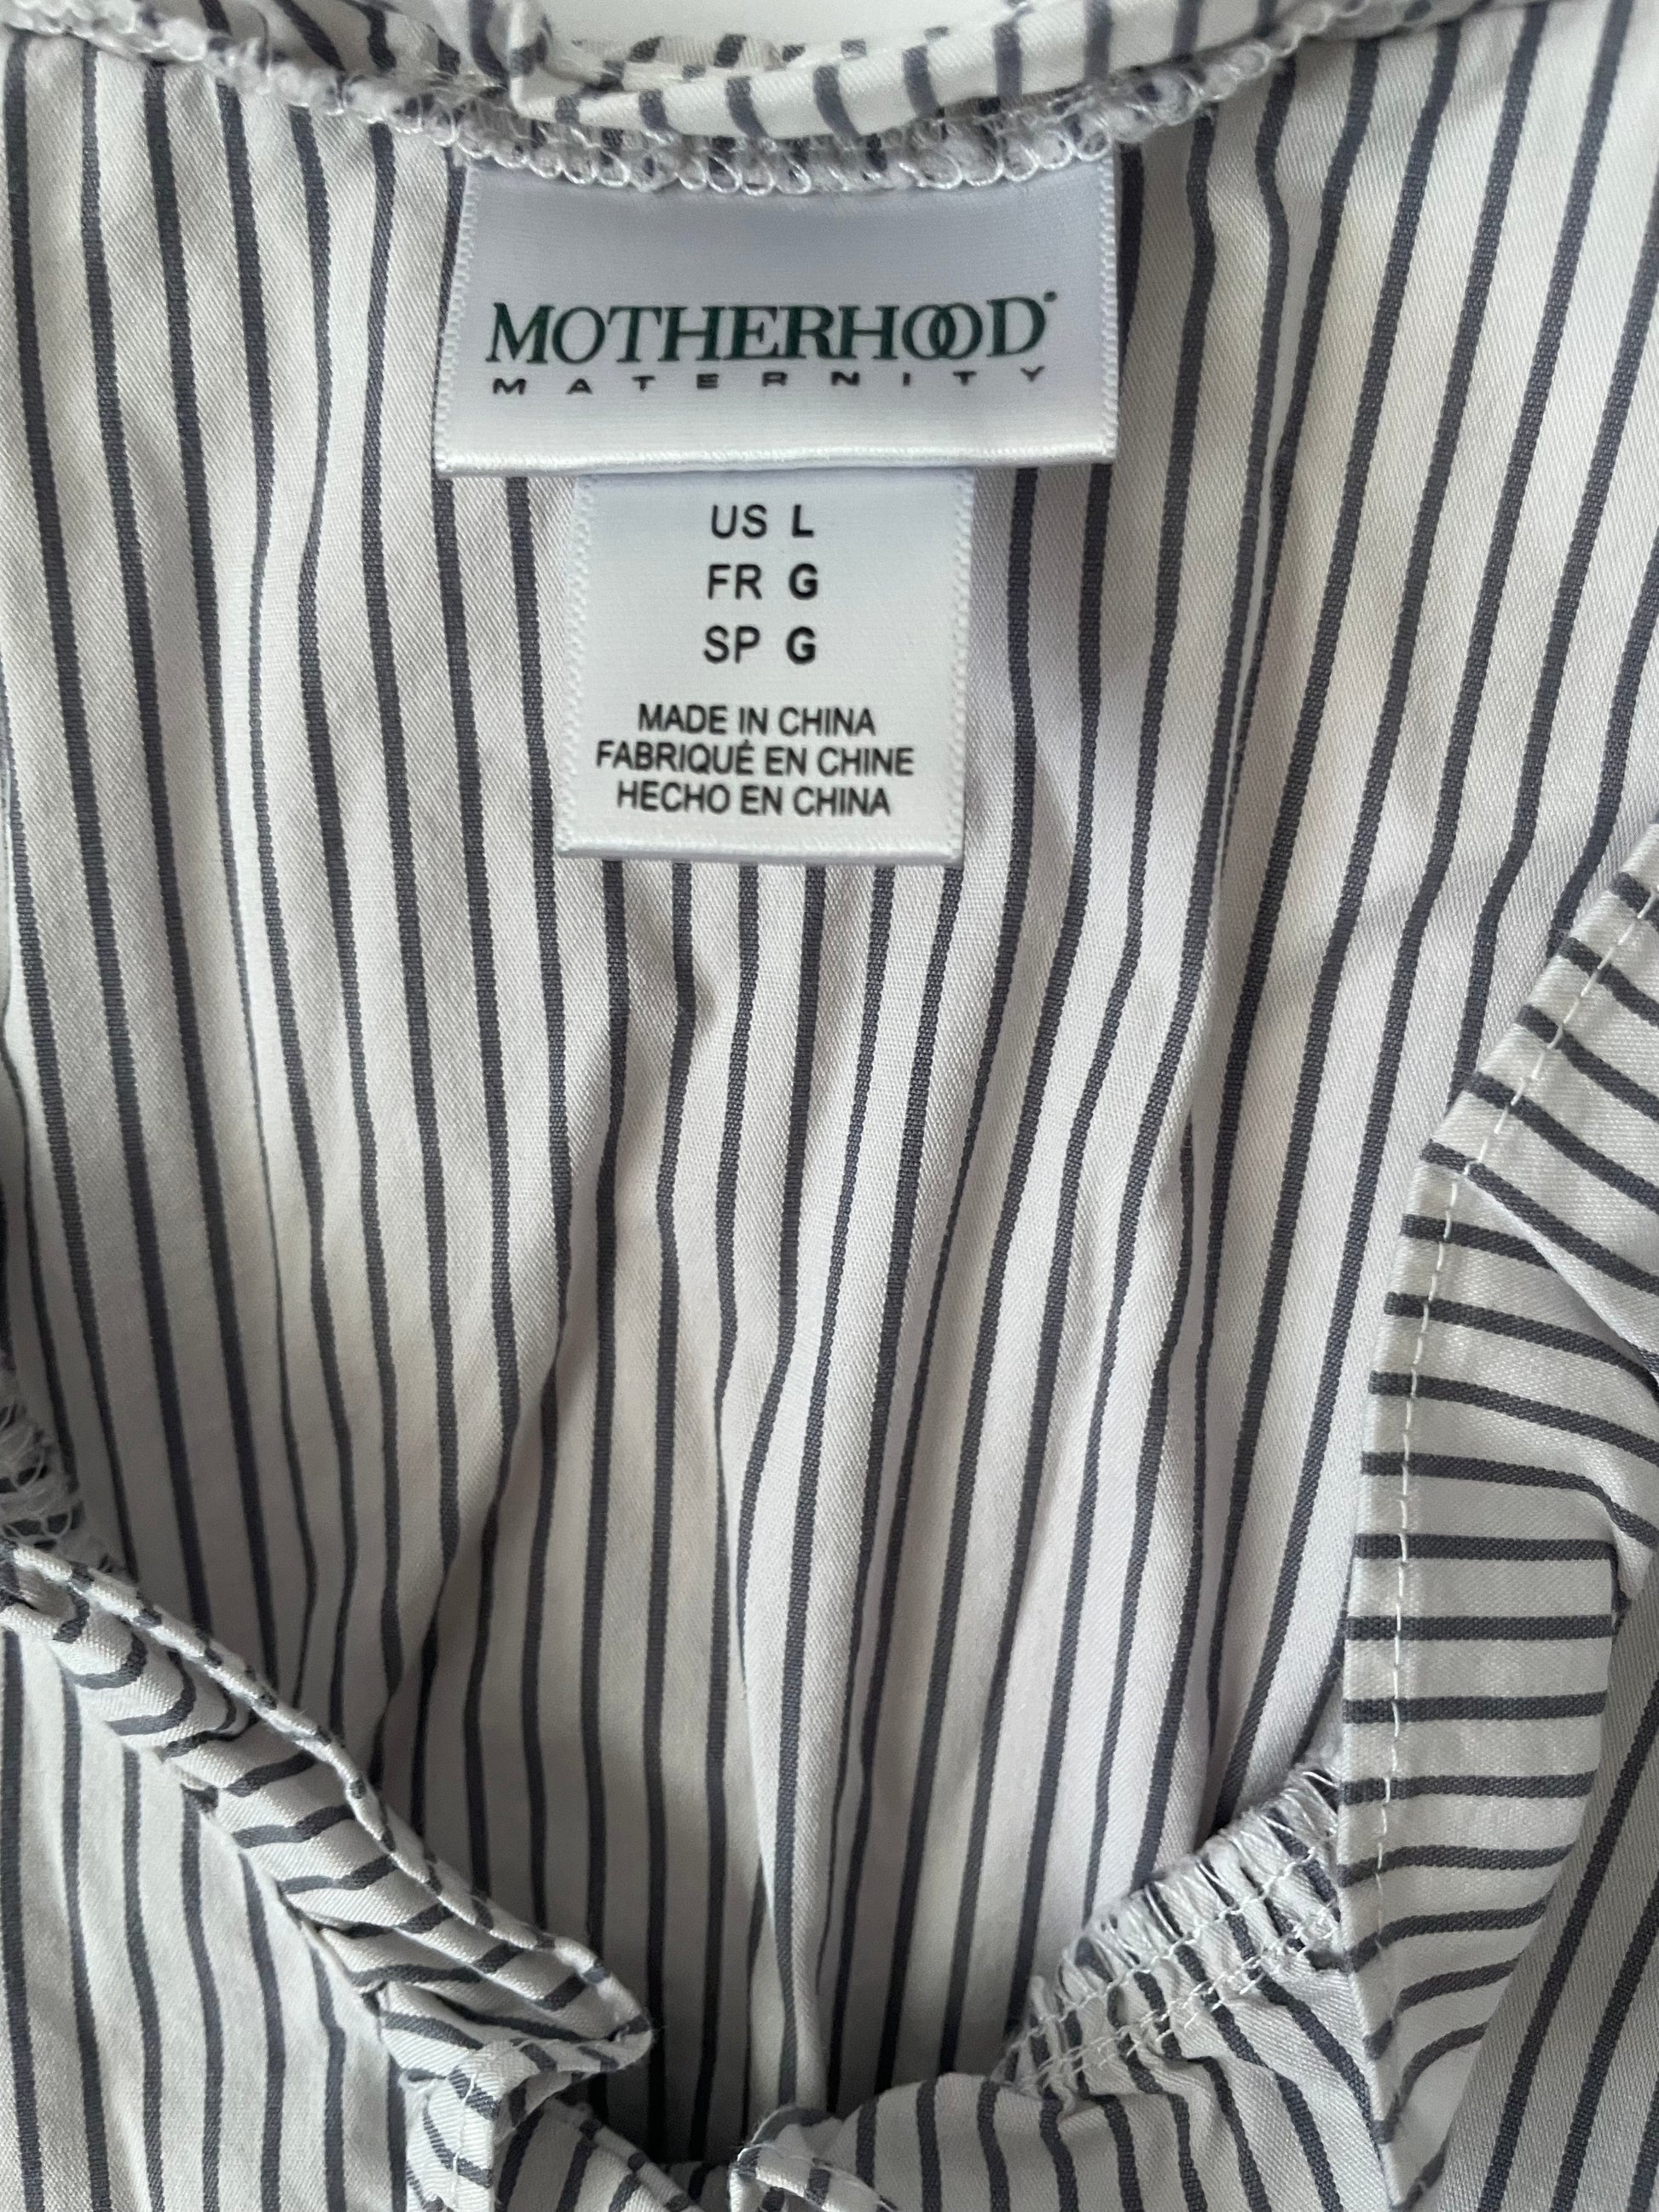 MOTHERHOOD
MATERNITY
US L
FR G
SP G
MADE IN CHINA
FABRIQUÉ EN CHINE
HECHO EN CHINA